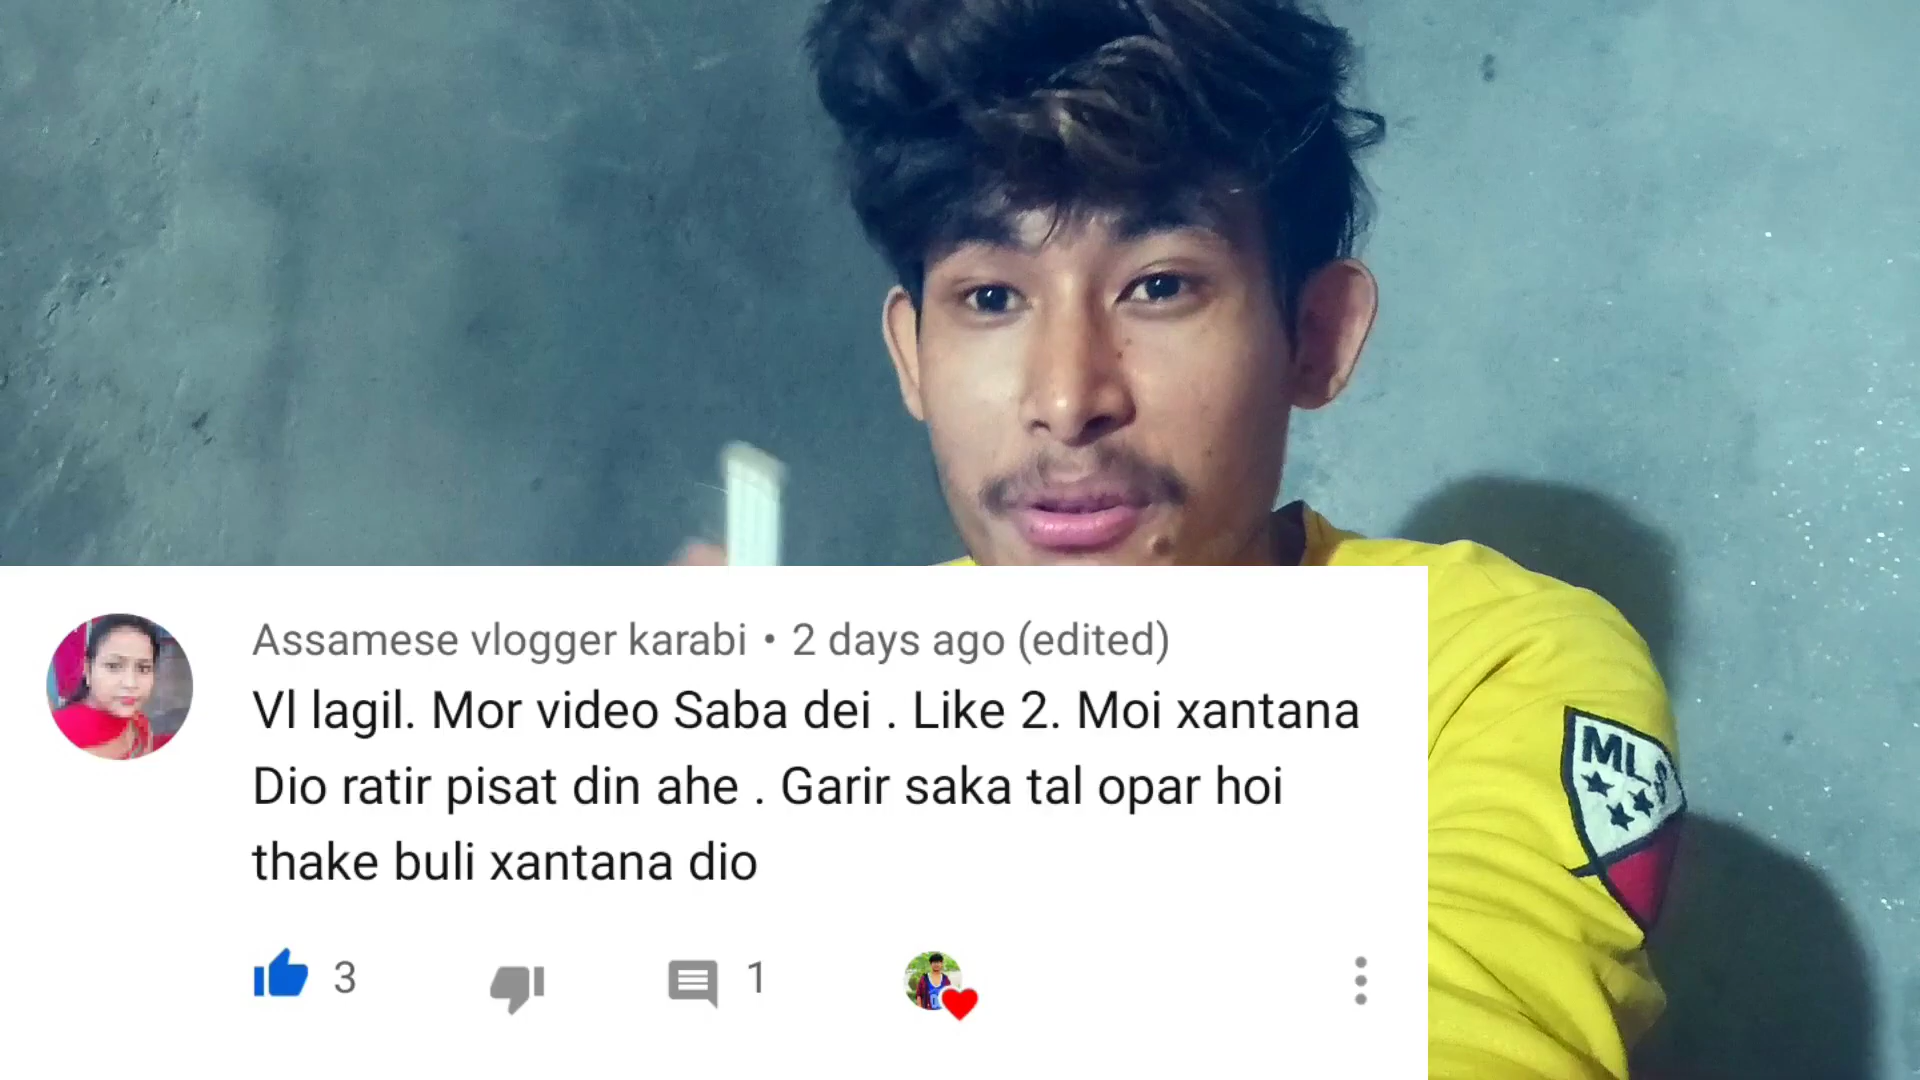 MLS
Assamese vlogger karabi • 2 days ago (edited)
Vl lagil. Mor video Saba dei . Like 2. Moi xantana
Dio ratir pisat din ahe . Garir saka tal opar hoi
thake buli xantana dio
3
1